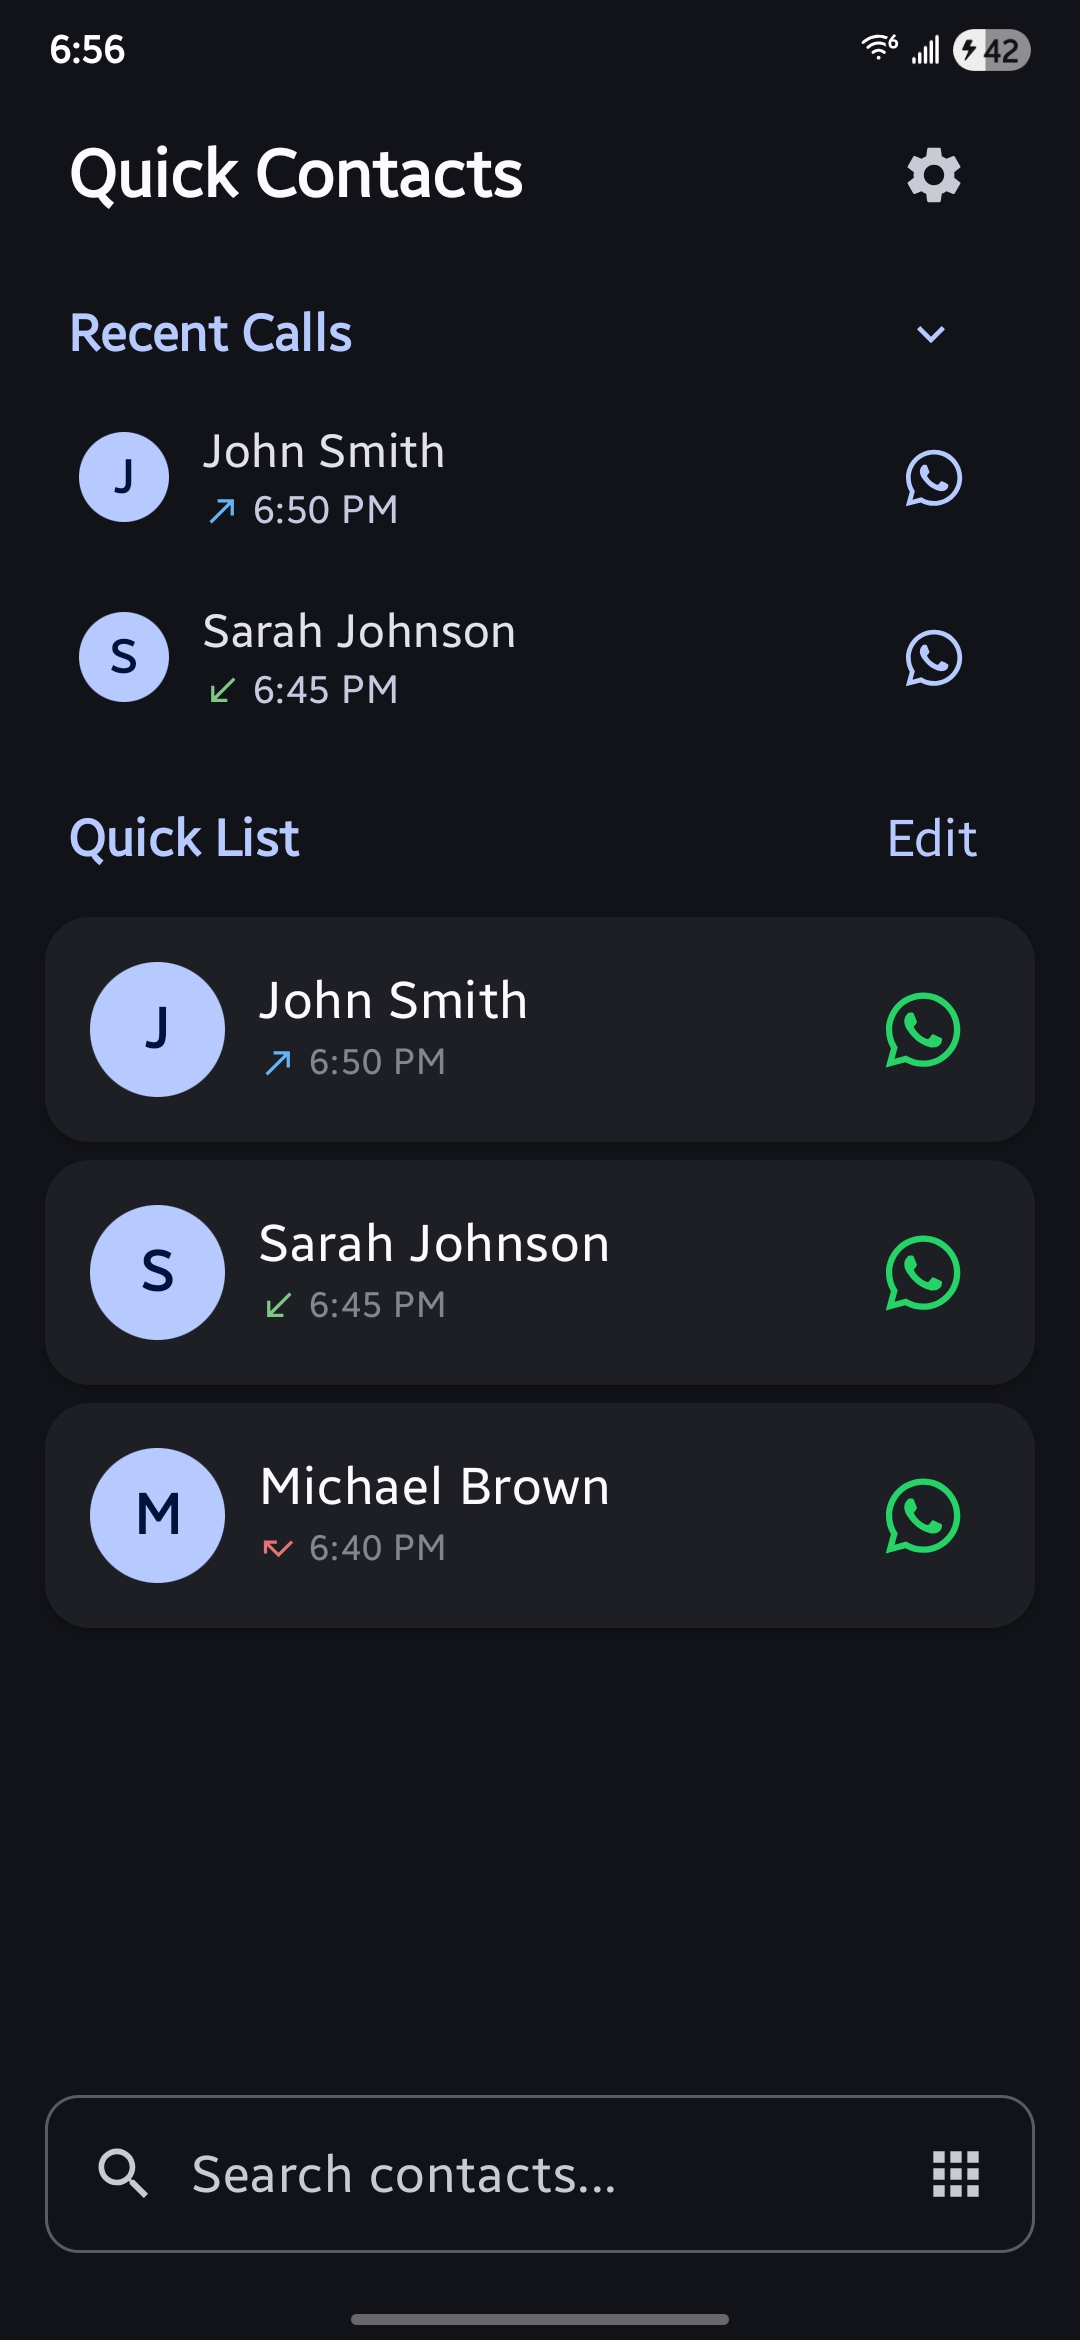 6:56
6
42
Quick Contacts
Recent Calls
J
John Smith
6:50 PM
S
Sarah Johnson
6:45 PM
Quick List
Edit
J
John Smith
6:50 PM
S
Sarah Johnson
6:45 PM
M
Michael Brown
6:40 PM
Search contacts...